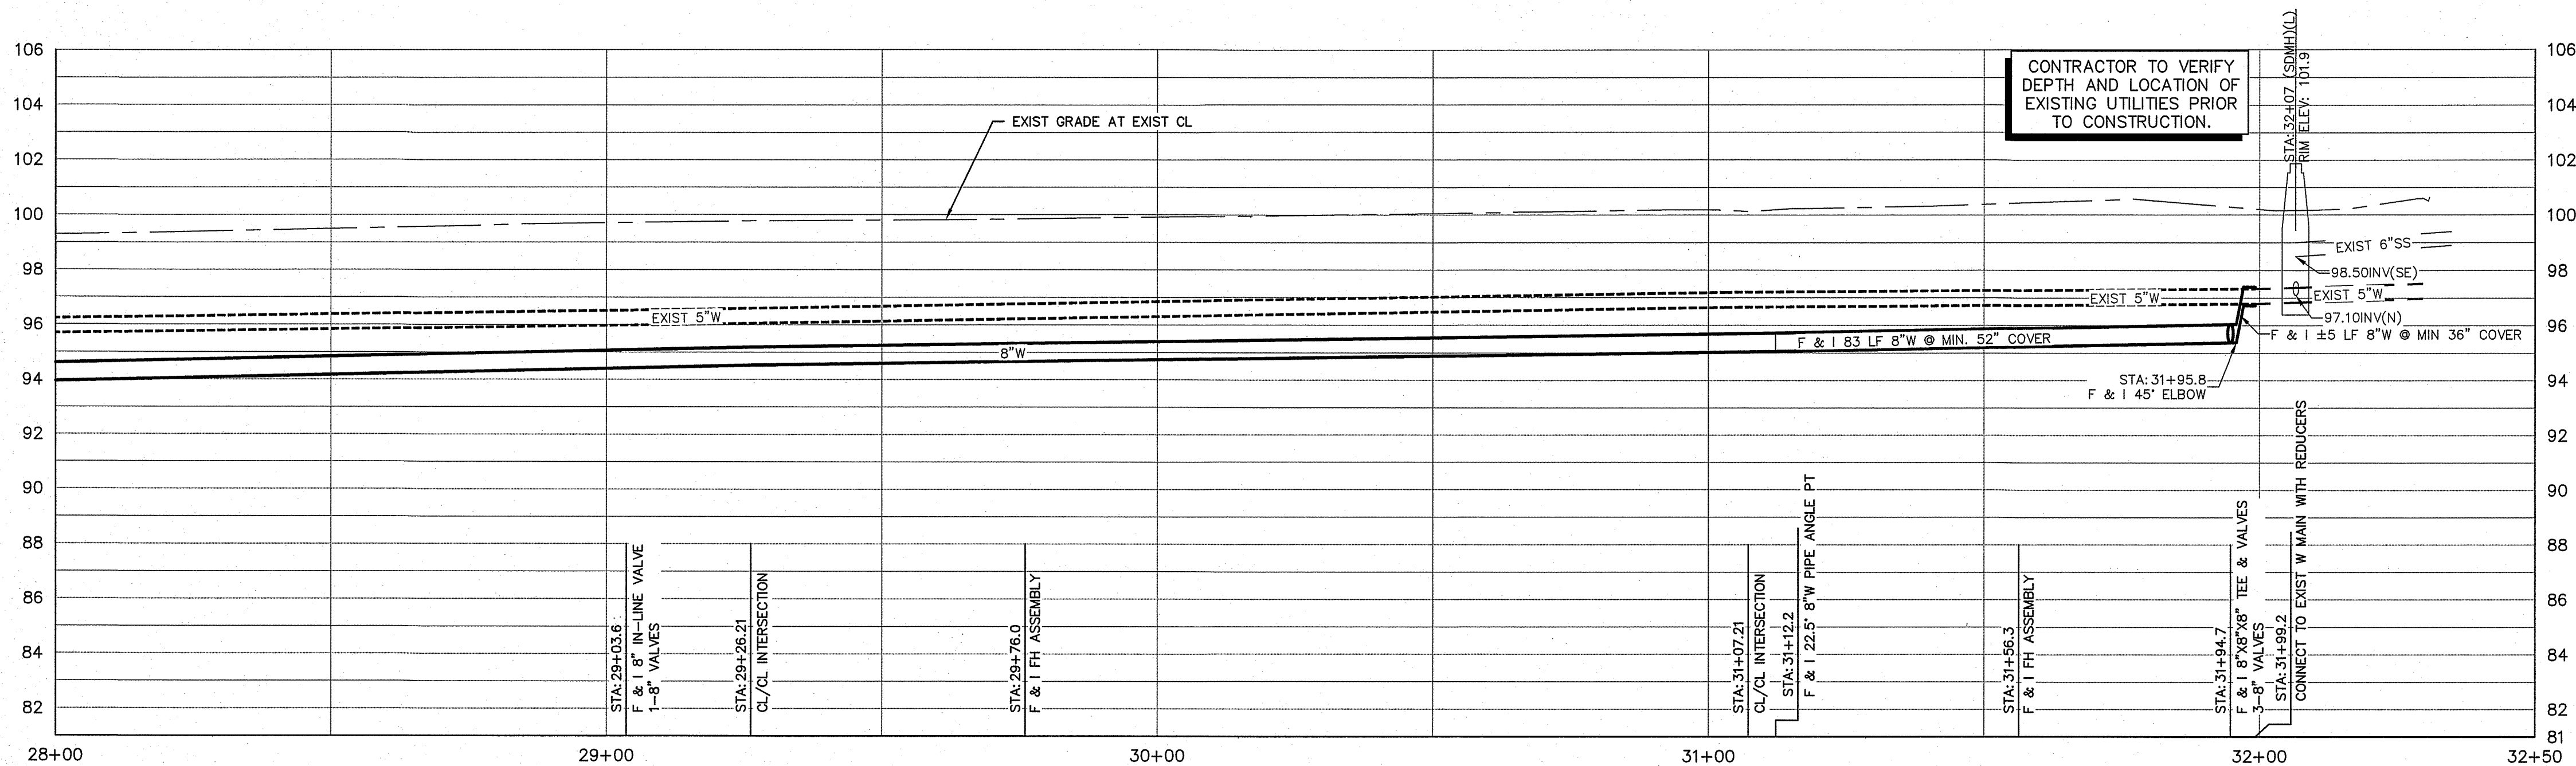 106
104
102
100
98
96
94
92
90
88
86
84
82
EXIST GRADE AT EXIST CL
CONTRACTOR TO VERIFY
DEPTH AND LOCATION OF
EXISTING UTILITIES PRIOR
TO CONSTRUCTION.
STA: 32+07 (SDMH)(L)
RIM ELEV: 101.9
EXIST 6"SS
98.50INV(SE)
EXIST 5"W
EXIST 5"W
EXIST 5"W
97.10INV(N)
F & I ±5 LF 8"W @ MIN 36" COVER
8"W
F & I 83 LF 8"W @ MIN. 52" COVER
STA: 31+95.8
F & I 45° ELBOW
STA: 29+03.6
F & I 8" IN-LINE VALVE
1-8" VALVES
STA: 29+26.21
CL/CL INTERSECTION
STA: 29+76.0
F & I FH ASSEMBLY
STA: 31+07.21
CL/CL INTERSECTION
STA: 31+12.2
F & I 22.5° 8"W PIPE ANGLE PT
STA: 31+56.3
F & I FH ASSEMBLY
STA: 31+94.7
F & I 8"X8"X8" TEE & VALVES
3-8" VALVES
STA: 31+99.2
CONNECT TO EXIST W MAIN WITH REDUCERS
106
104
102
100
98
96
94
92
90
88
86
84
82
81
28+00
29+00
30+00
31+00
32+00
32+50